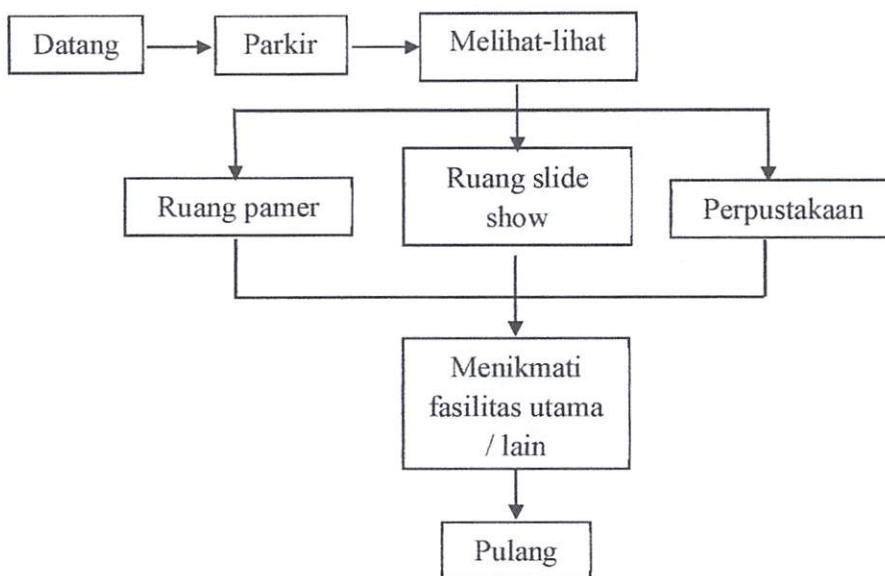 Datang
Parkir
Melihat-lihat
Ruang pamer
Ruang slide
show
Perpustakaan
Menikmati
fasilitas utama
/ lain
Pulang